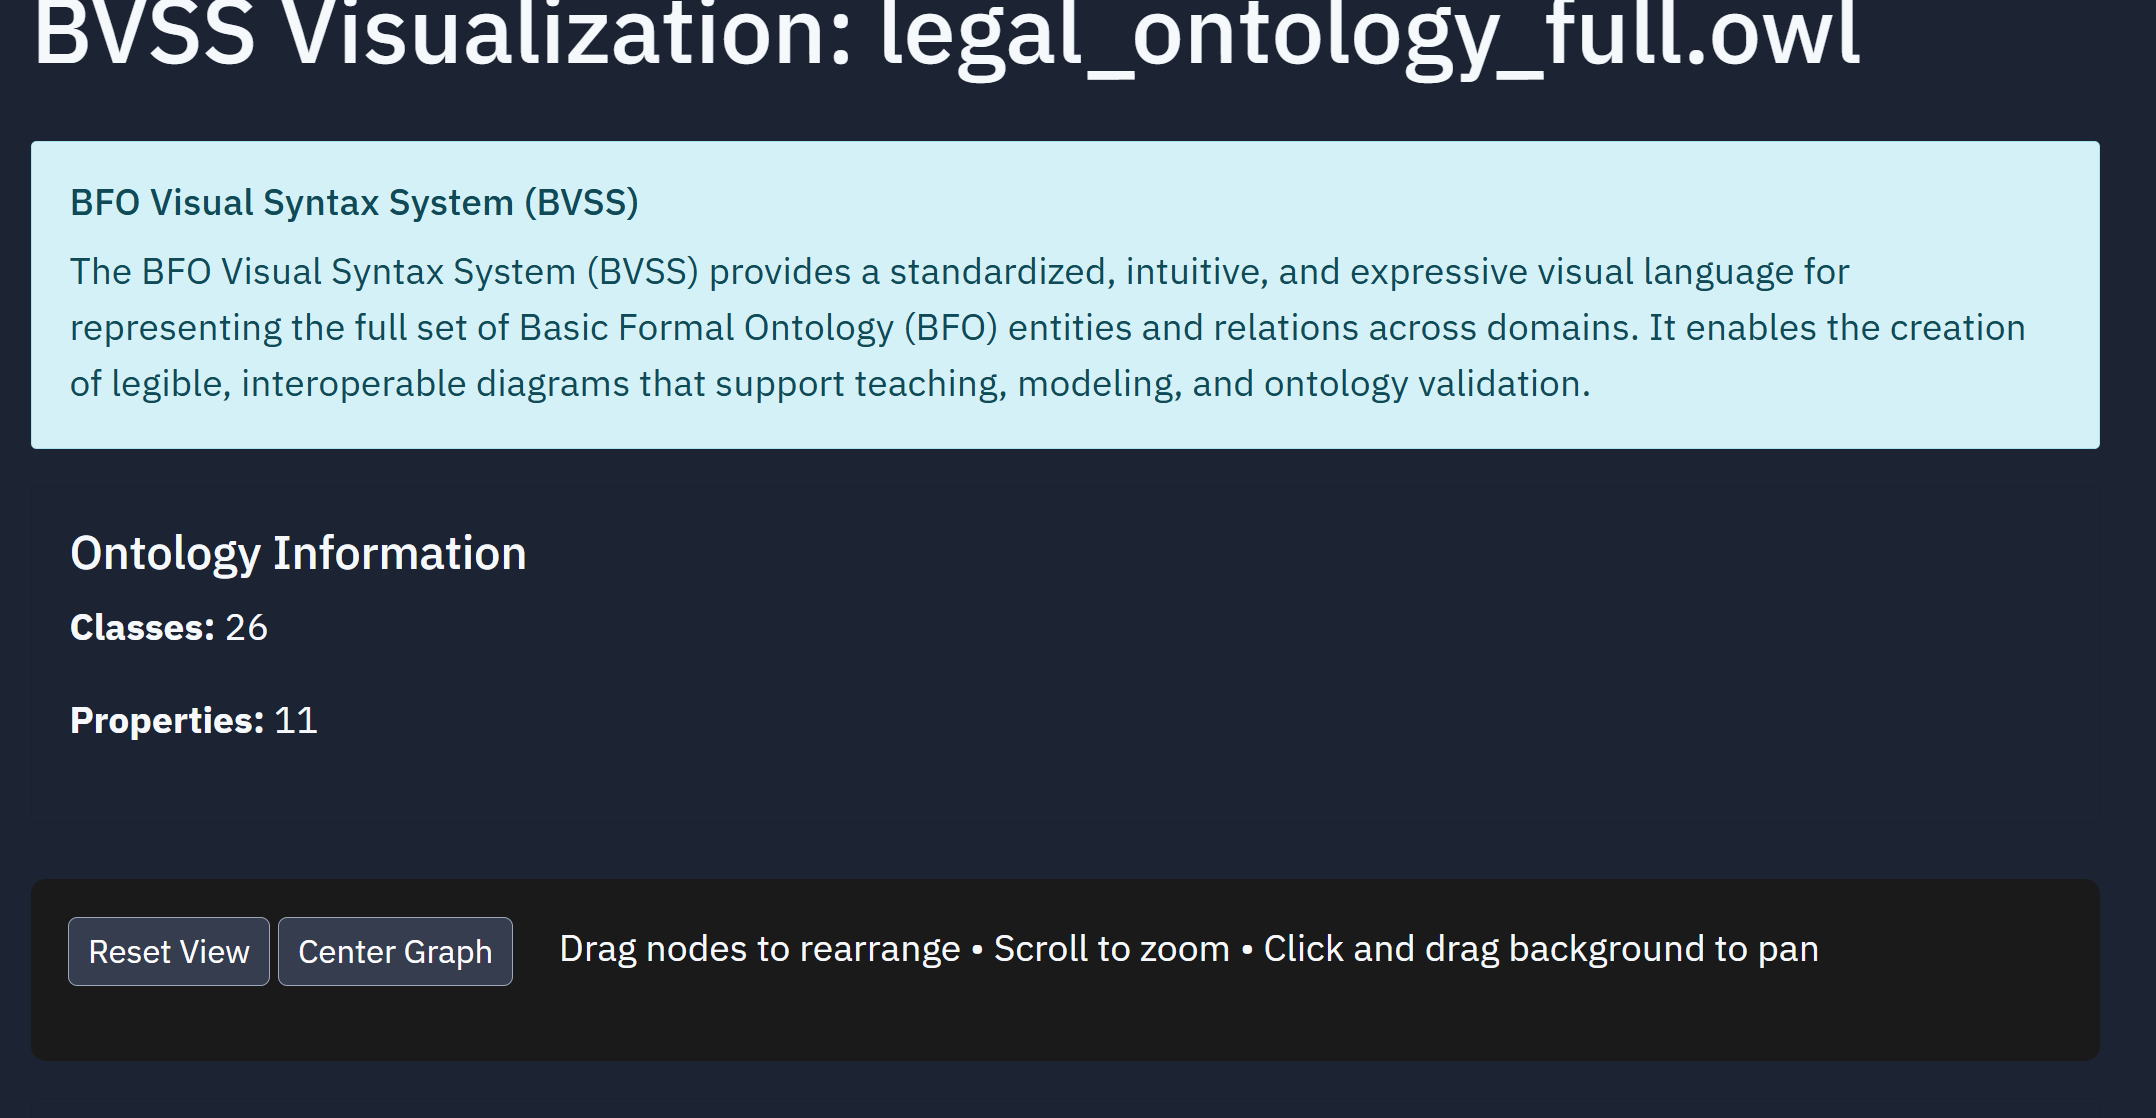 BVSS Visualization: legal_ontology_full.owl
BFO Visual Syntax System (BVSS)
The BFO Visual Syntax System (BVSS) provides a standardized, intuitive, and expressive visual language for
representing the full set of Basic Formal Ontology (BFO) entities and relations across domains. It enables the creation
of legible, interoperable diagrams that support teaching, modeling, and ontology validation.
Ontology Information
Classes: 26
Properties: 11
Reset View Center Graph Drag nodes to rearrange • Scroll to zoom • Click and drag background to pan